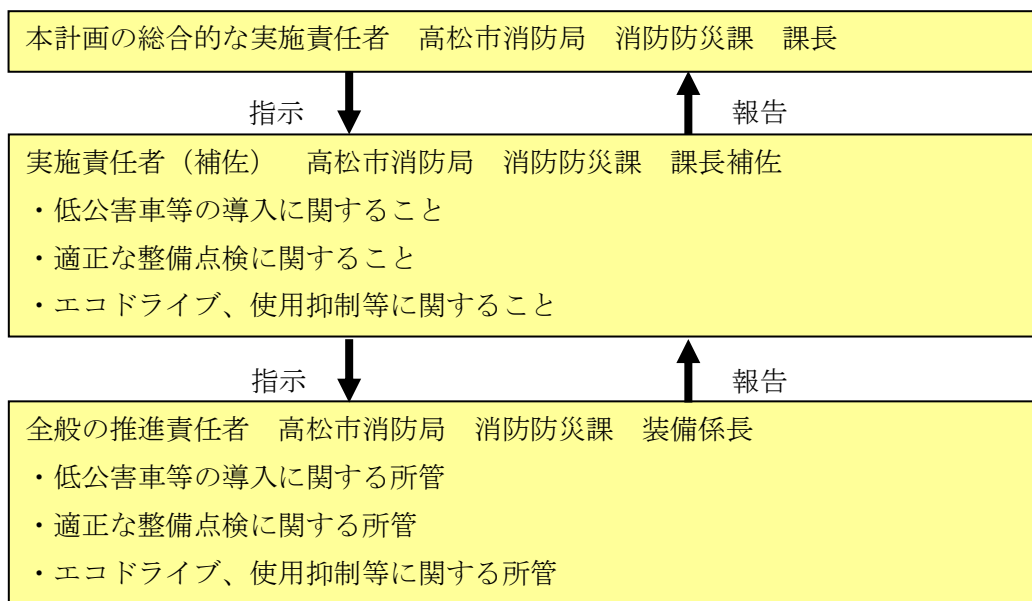 本計画の総合的な実施責任者　高松市消防局　消防防災課　課長
指示　報告
実施責任者（補佐）　高松市消防局　消防防災課　課長補佐
・低公害車等の導入に関すること
・適正な整備点検に関すること
・エコドライブ、使用抑制等に関すること
指示　報告
全般の推進責任者　高松市消防局　消防防災課　装備係長
・低公害車等の導入に関する所管
・適正な整備点検に関する所管
・エコドライブ、使用抑制等に関する所管